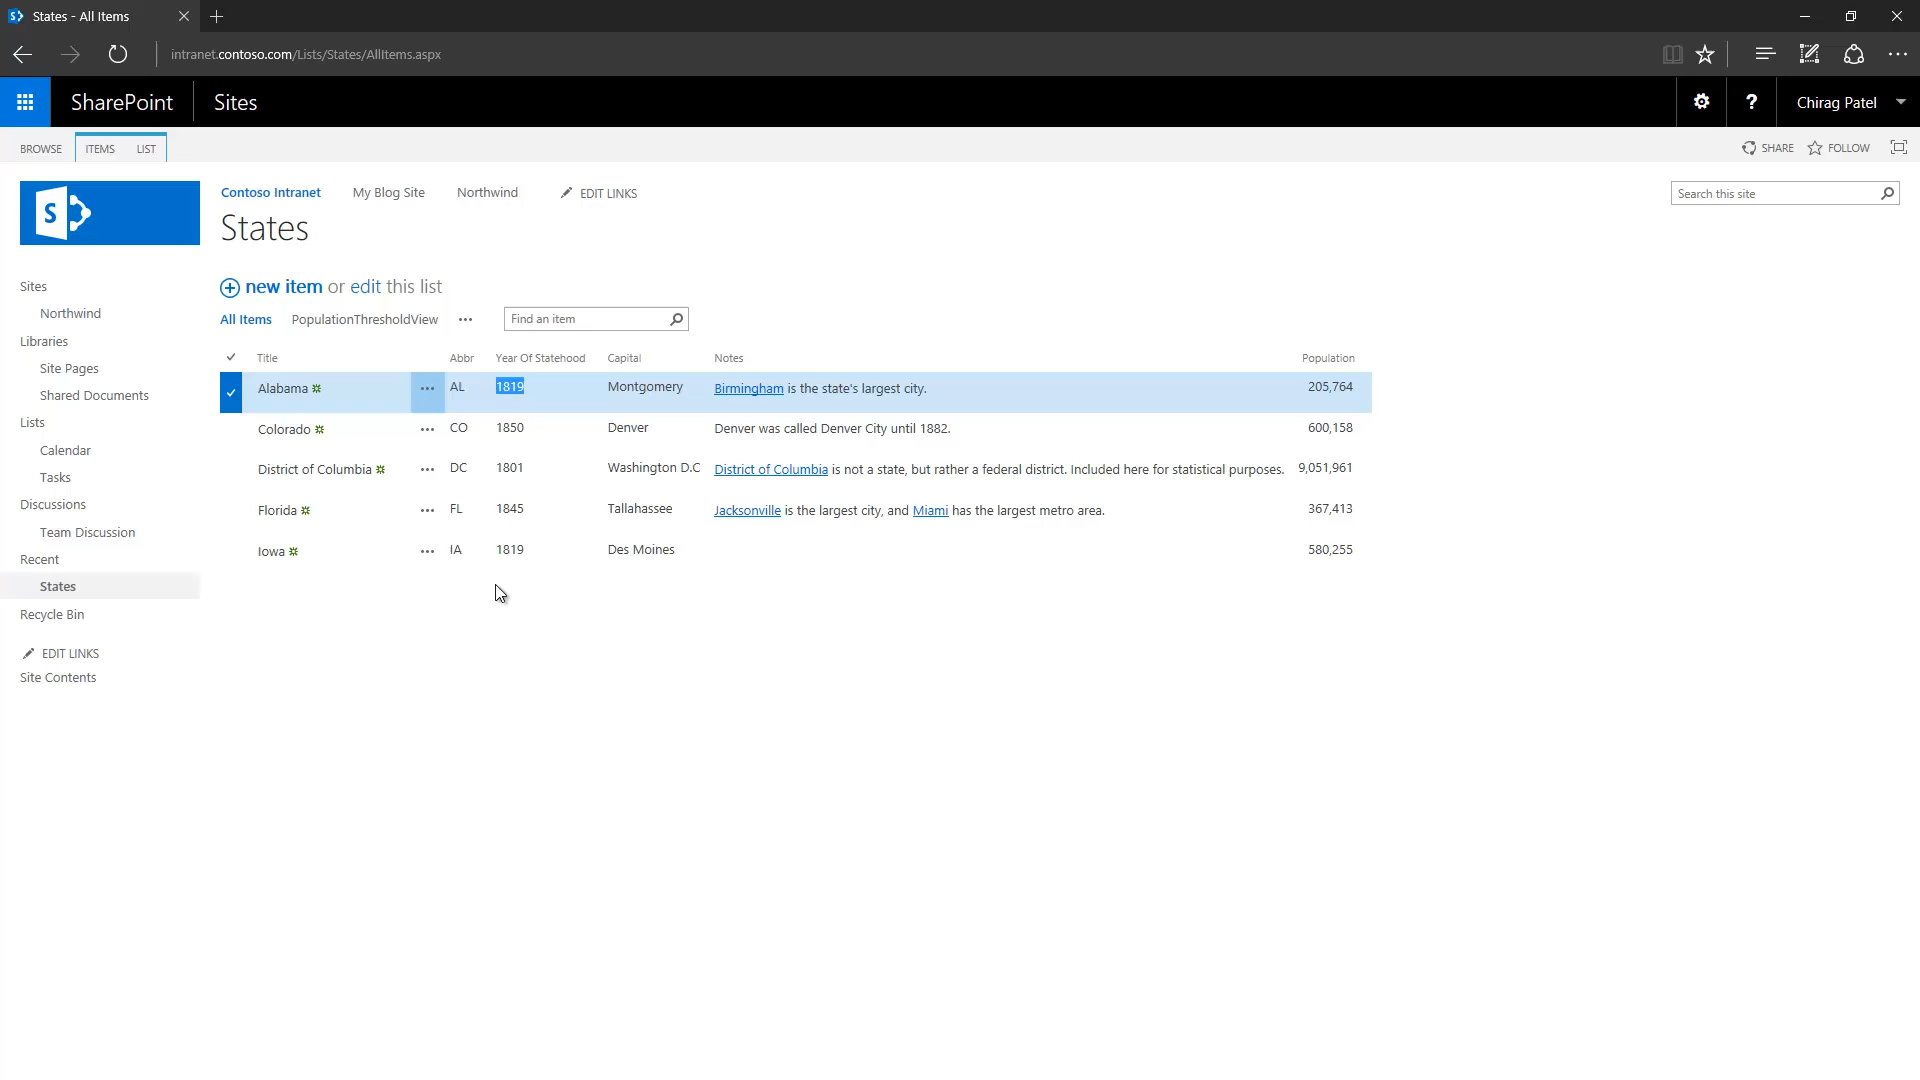 States - All Items
intranet.contoso.com/Lists/States/AllItems.aspx
SharePoint Sites ? Chirag Patel
BROWSE ITEMS LIST SHARE FOLLOW
S Contoso Intranet My Blog Site Northwind EDIT LINKS Search this site
States
Sites
Northwind
Libraries
Site Pages
Shared Documents
Lists
Calendar
Tasks
Discussions
Team Discussion
Recent
States
Recycle Bin
EDIT LINKS
Site Contents
new item or edit this list
All Items PopulationThresholdView ... Find an item
Title Abbr Year Of Statehood Capital Notes Population
Alabama ... AL 1819 Montgomery Birmingham is the state's largest city. 205,764
Colorado ... CO 1850 Denver Denver was called Denver City until 1882. 600,158
District of Columbia ... DC 1801 Washington D.C District of Columbia is not a state, but rather a federal district. Included here for statistical purposes. 9,051,961
Florida ... FL 1845 Tallahassee Jacksonville is the largest city, and Miami has the largest metro area. 367,413
Iowa ... IA 1819 Des Moines 580,255